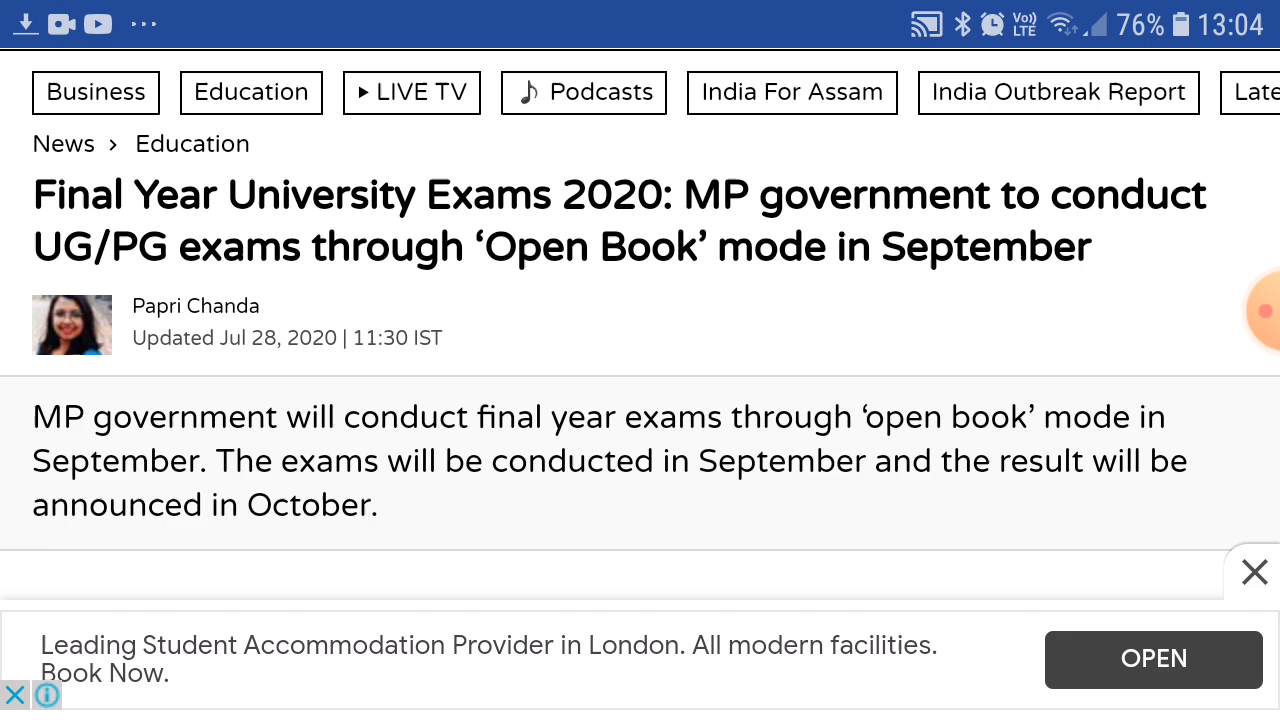 Vo)) LTE 76% 13:04
Business Education LIVE TV Podcasts India For Assam India Outbreak Report Late
News › Education
Final Year University Exams 2020: MP government to conduct
UG/PG exams through ‘Open Book’ mode in September
Papri Chanda
Updated Jul 28, 2020 | 11:30 IST
MP government will conduct final year exams through ‘open book’ mode in
September. The exams will be conducted in September and the result will be
announced in October.
Leading Student Accommodation Provider in London. All modern facilities.
Book Now.
OPEN